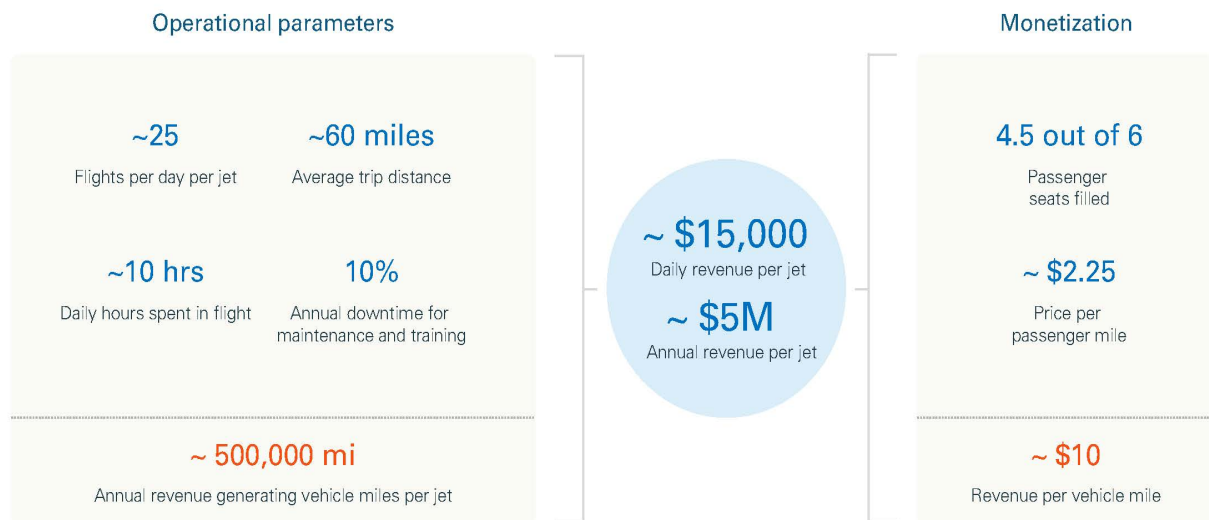 Operational parameters
~25
Flights per day per jet
~60 miles
Average trip distance
~10 hrs
Daily hours spent in flight
10%
Annual downtime for
maintenance and training
~ 500,000 mi
Annual revenue generating vehicle miles per jet
~ $15,000
Daily revenue per jet
~ $5M
Annual revenue per jet
Monetization
4.5 out of 6
Passenger
seats filled
~ $2.25
Price per
passenger mile
~ $10
Revenue per vehicle mile